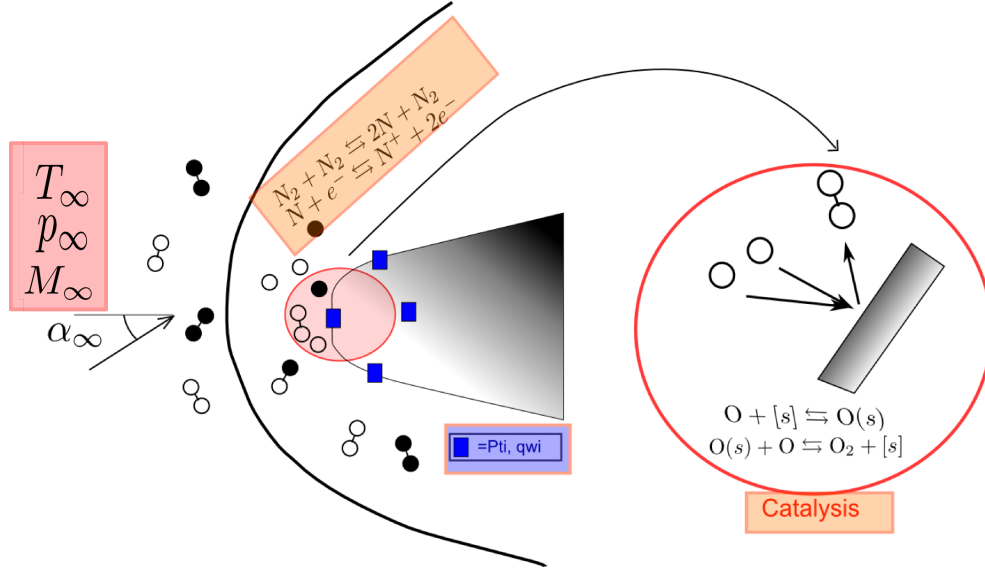 T∞
p∞
M∞
α∞
N₂ + N₂ ⇆ 2N + N₂
N + e⁻ ⇆ N⁺ + 2e₋
=Pti, qwi
O + [s] ⇆ O(s)
O(s) + O ⇆ O₂ + [s]
Catalysis